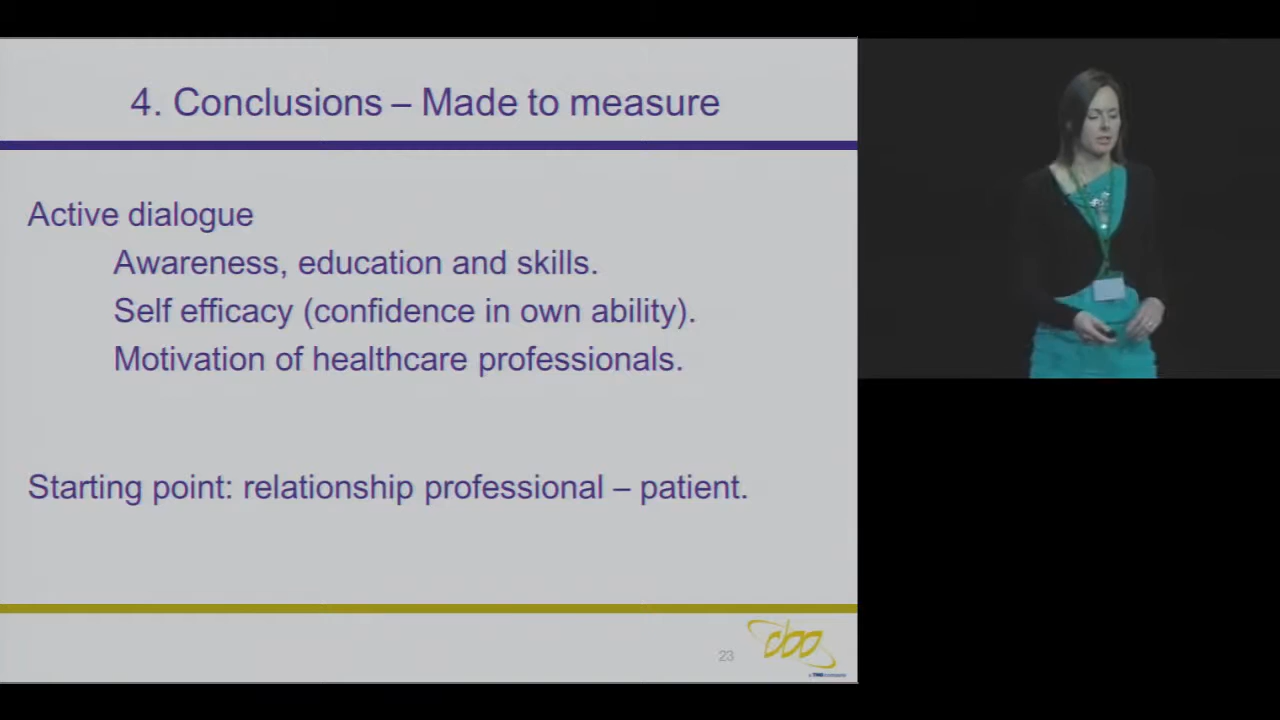 4. Conclusions – Made to measure
Active dialogue
Awareness, education and skills.
Self efficacy (confidence in own ability).
Motivation of healthcare professionals.
Starting point: relationship professional – patient.
23
cbo